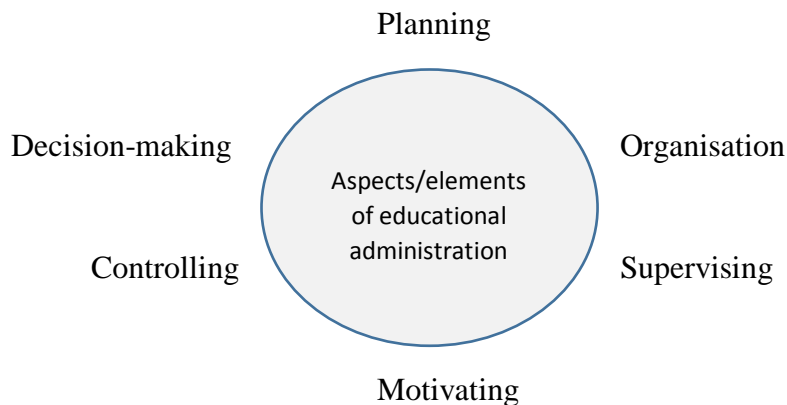 Planning
Decision-making
Organisation
Aspects/elements
of educational
administration
Controlling
Supervising
Motivating